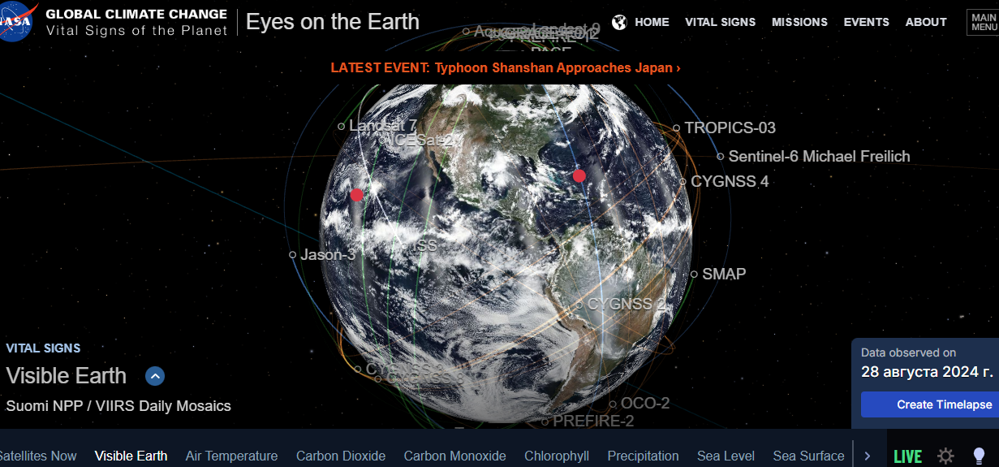 NASA
GLOBAL CLIMATE CHANGE
Vital Signs of the Planet
Eyes on the Earth
HOME
VITAL SIGNS
MISSIONS
EVENTS
ABOUT
MAIN
MENU
Landsat 9
PREFIRE-1
PACE
LATEST EVENT: Typhoon Shanshan Approaches Japan ›
Landsat 7
ICESat-2
TROPICS-03
Sentinel-6 Michael Freilich
CYGNSS 4
ISS
Jason-3
SMAP
CYGNSS 2
OCO-2
PREFIRE-2
VITAL SIGNS
Visible Earth
Suomi NPP / VIIRS Daily Mosaics
Data observed on
28 августа 2024 г.
Create Timelapse
Satellites Now
Visible Earth
Air Temperature
Carbon Dioxide
Carbon Monoxide
Chlorophyll
Precipitation
Sea Level
Sea Surface
LIVE